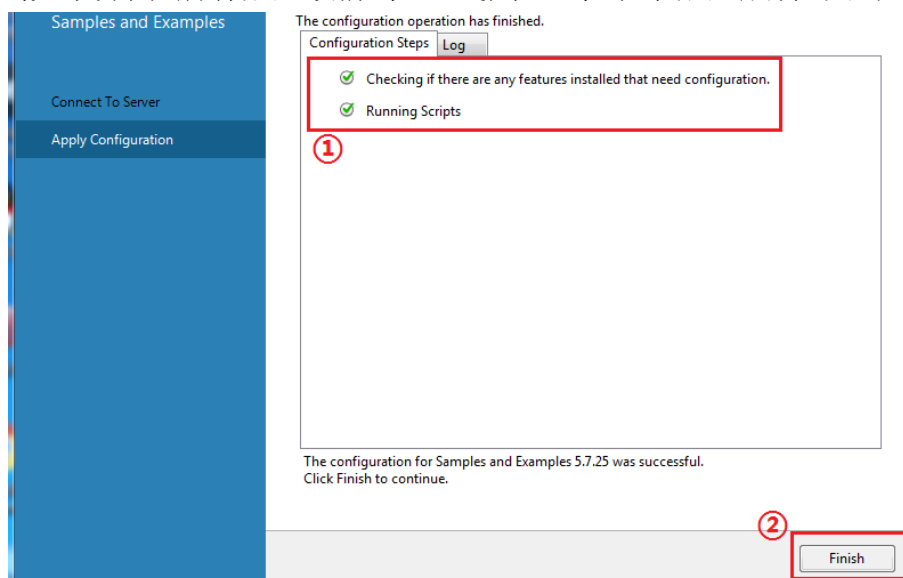 Samples and Examples
Connect To Server
Apply Configuration
The configuration operation has finished.
Configuration Steps
Log
Checking if there are any features installed that need configuration.
Running Scripts
①
The configuration for Samples and Examples 5.7.25 was successful.
Click Finish to continue.
②
Finish